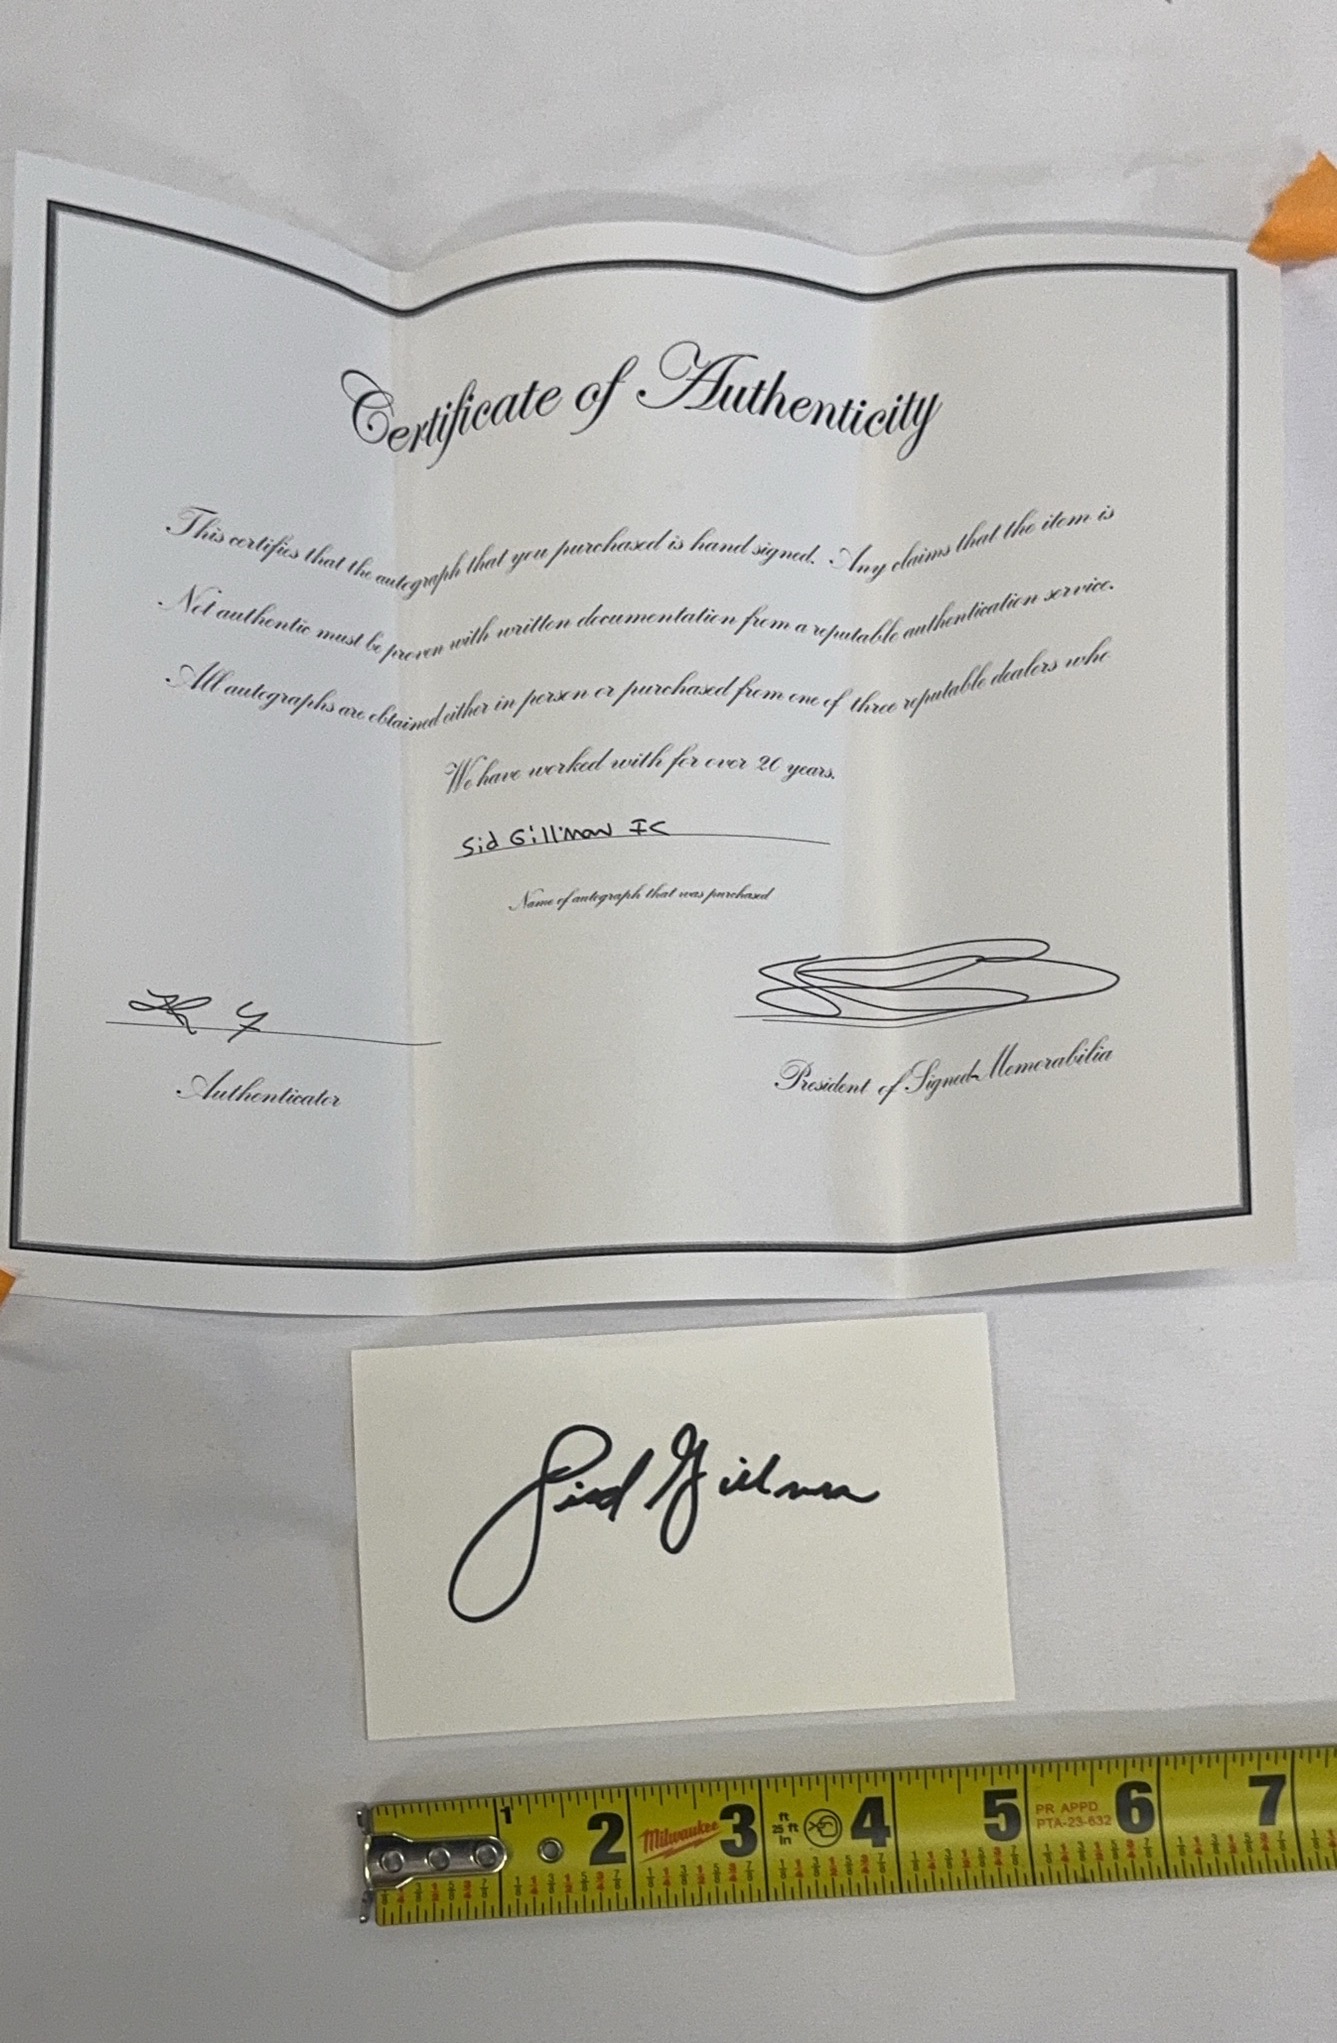 Certificate of Authenticity
This certifies that the autograph that you purchased is hand signed. Any claims that the item is
Not authentic must be proven with written documentation from a reputable authentication service.
All autographs are obtained either in person or purchased from one of three reputable dealers who
We have worked with for over 20 years.
Sid Gillman IC
Name of autograph that was purchased
Authenticator
President of Signed Memorabilia
Sid Gillman
1 2 Milwaukee 3 ft 25 ft in 4 5 PR APPD 6 7
PTA-23-632